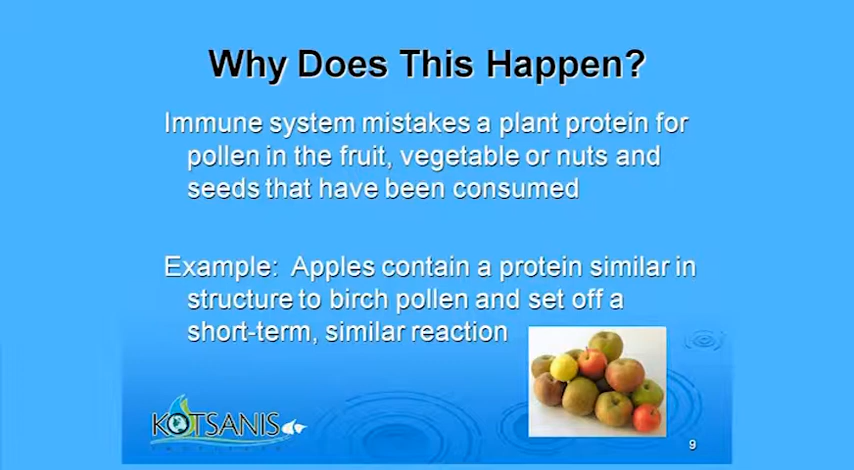 Why Does This Happen?
Immune system mistakes a plant protein for
pollen in the fruit, vegetable or nuts and
seeds that have been consumed
Example: Apples contain a protein similar in
structure to birch pollen and set off a
short-term, similar reaction
KOTSANIS
9